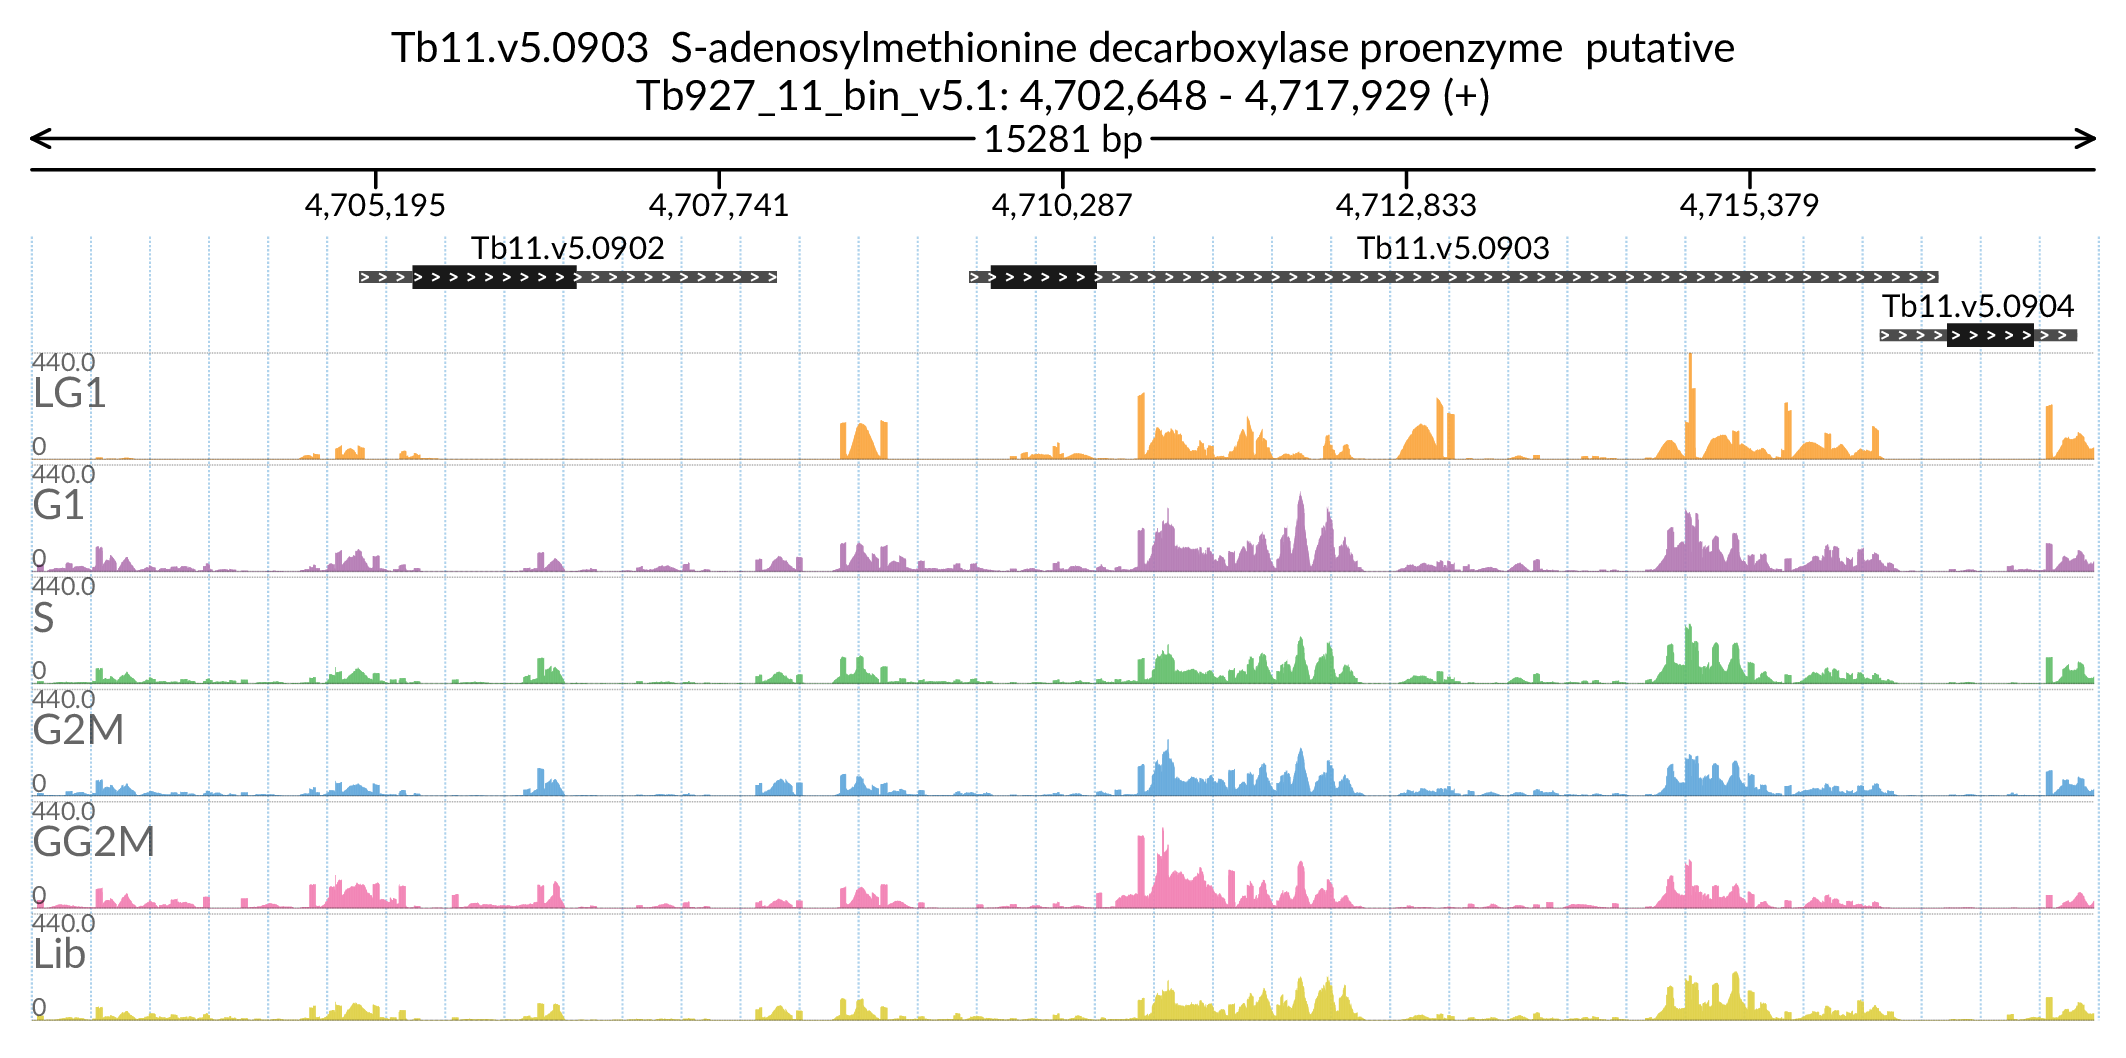 Tb11.v5.0903  S-adenosylmethionine decarboxylase proenzyme  putative
Tb927_11_bin_v5.1: 4,702,648 - 4,717,929 (+)
15281 bp
4,705,195 4,707,741 4,710,287 4,712,833 4,715,379
Tb11.v5.0902 Tb11.v5.0903
Tb11.v5.0904
440.0
LG1
0
440.0
G1
0
440.0
S
0
440.0
G2M
0
440.0
GG2M
0
440.0
Lib
0